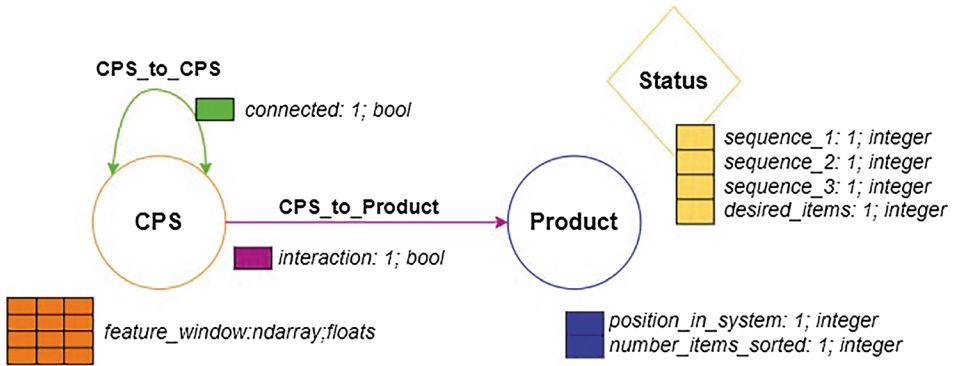 CPS_to_CPS
connected: 1; bool
Status
sequence_1: 1; integer
sequence_2: 1; integer
sequence_3: 1; integer
desired_items: 1; integer
CPS
CPS_to_Product
interaction: 1; bool
Product
feature_window:ndarray;floats
position_in_system: 1; integer
number_items_sorted: 1; integer